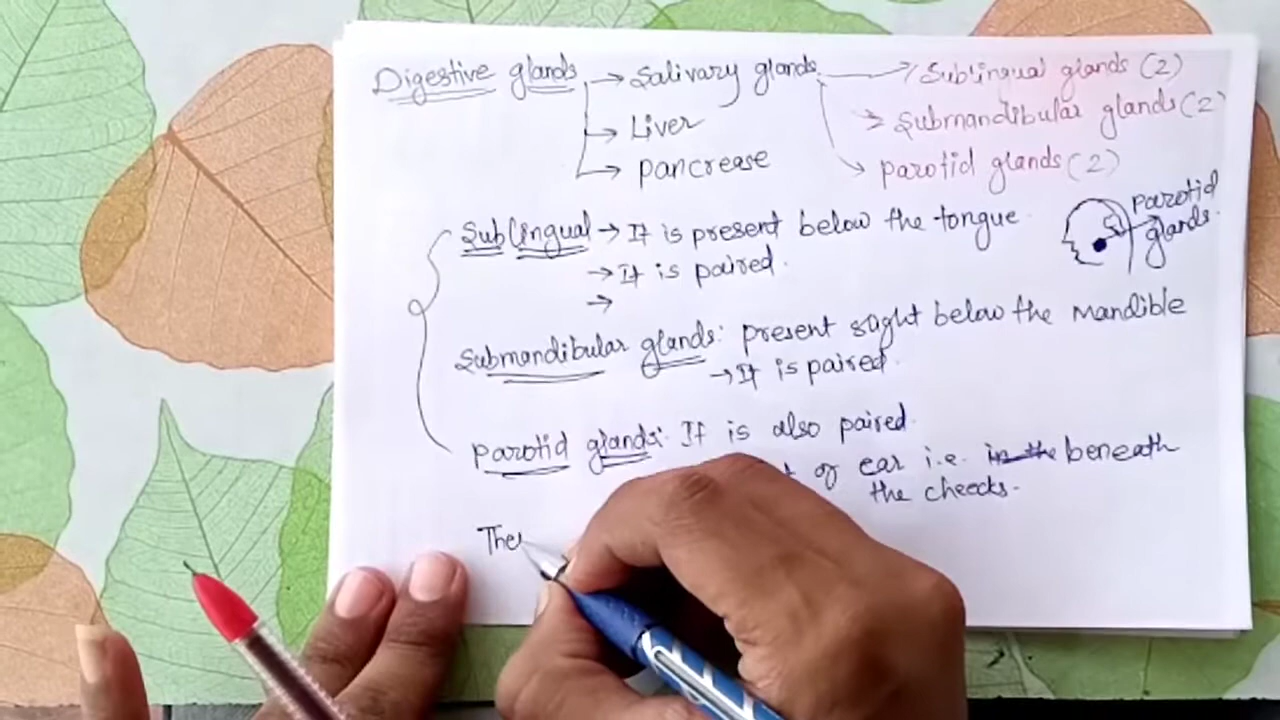 Digestive glands → Salivary glands → Sublingual glands (2)
→ Liver → Submandibular glands (2)
→ pancrease → parotid glands (2)
parotid
glands.
Sublingual → It is present below the tongue
→ It is paired.
→
Submandibular glands: present below the Mandible
→ It is paired.
parotid glands: It is also paired.
of ear i.e. in the beneath
the cheecks.
The